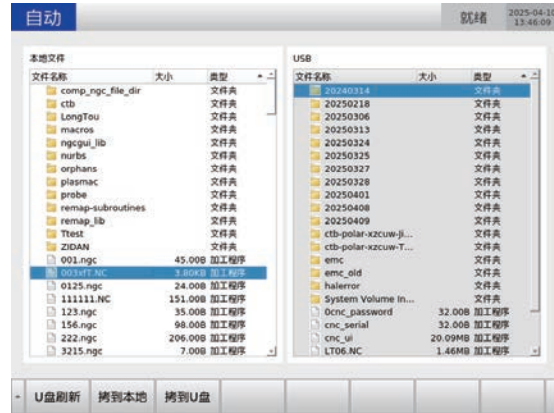 自动
就绪
2025-04-10
13:46:09
本地文件
文件名称 大小 类型
comp_ngc_file_dir 文件夹
ctb 文件夹
LongTou 文件夹
macros 文件夹
ngcgui_lib 文件夹
nurbs 文件夹
orphans 文件夹
plasmac 文件夹
probe 文件夹
remap-subroutines 文件夹
remap_lib 文件夹
Ttest 文件夹
ZIDAN 文件夹
001.ngc 45.00B 加工程序
003xfT.NC 3.80KB 加工程序
0125.ngc 24.00B 加工程序
111111.NC 151.00B 加工程序
123.ngc 35.00B 加工程序
156.ngc 98.00B 加工程序
222.ngc 206.00B 加工程序
3215.ngc 7.00B 加工程序
USB
文件名称 大小 类型
20240314 文件夹
20250218 文件夹
20250306 文件夹
20250313 文件夹
20250324 文件夹
20250325 文件夹
20250327 文件夹
20250328 文件夹
20250401 文件夹
20250408 文件夹
20250409 文件夹
ctb-polar-xzcuw-ji... 文件夹
ctb-polar-xzcuw-T... 文件夹
emc 文件夹
emc_old 文件夹
halerror 文件夹
System Volume In... 文件夹
0cnc_password 32.00B 加工程序
cnc_serial 32.00B 加工程序
cnc_ui 20.09MB 加工程序
LT06.NC 1.46MB 加工程序
U盘刷新 拷到本地 拷到U盘